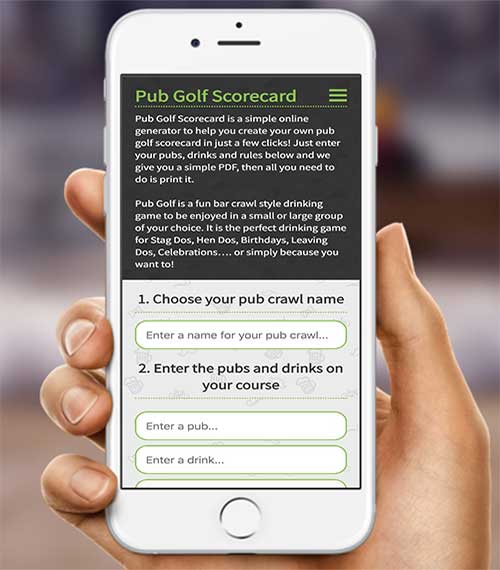 Pub Golf Scorecard
Pub Golf Scorecard is a simple online
generator to help you create your own pub
golf scorecard in just a few clicks! Just enter
your pubs, drinks and rules below and we
give you a simple PDF, then all you need to
do is print it.
Pub Golf is a fun bar crawl style drinking
game to be enjoyed in a small or large group
of your choice. It is the perfect drinking game
for Stag Dos, Hen Dos, Birthdays, Leaving
Dos, Celebrations.... or simply because you
want to!
1. Choose your pub crawl name
Enter a name for your pub crawl...
2. Enter the pubs and drinks on
your course
Enter a pub...
Enter a drink...